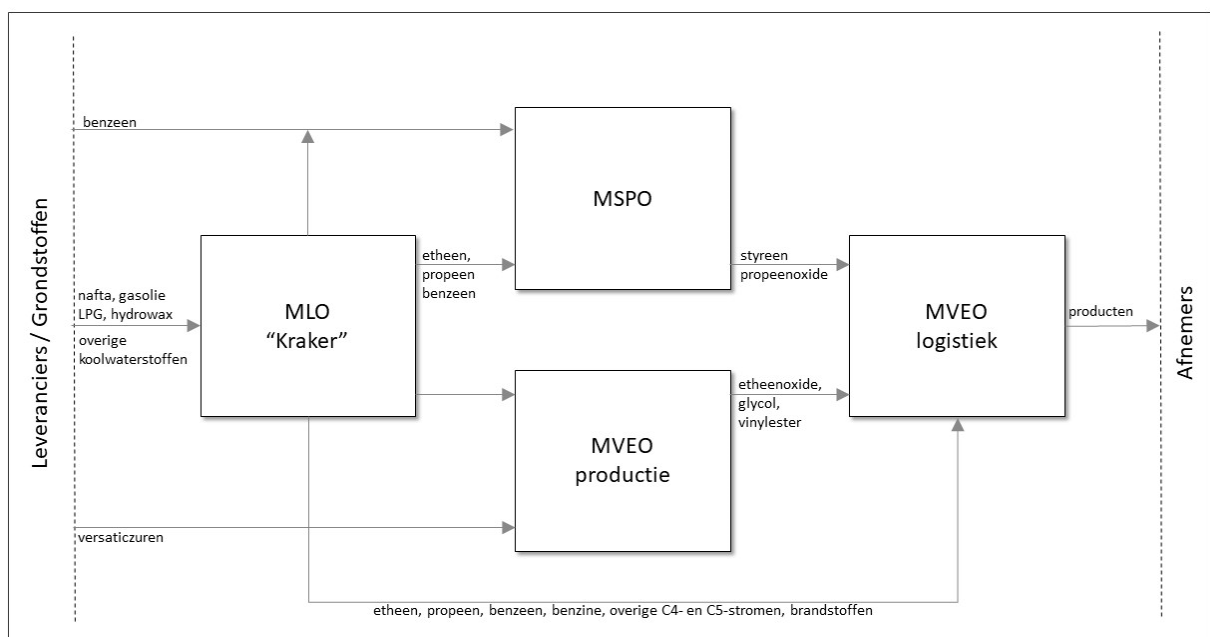 Leveranciers / Grondstoffen
benzeen
nafta, gasolie
LPG, hydrowax
overige
koolwaterstoffen
versaticzuren
MLO
“Kraker”
etheen,
propeen
benzeen
MSPO
MVEO
productie
styreen
propeenoxide
etheenoxide,
glycol,
vinylester
MVEO
logistiek
producten
Afnemers
etheen, propeen, benzeen, benzine, overige C4- en C5-stromen, brandstoffen